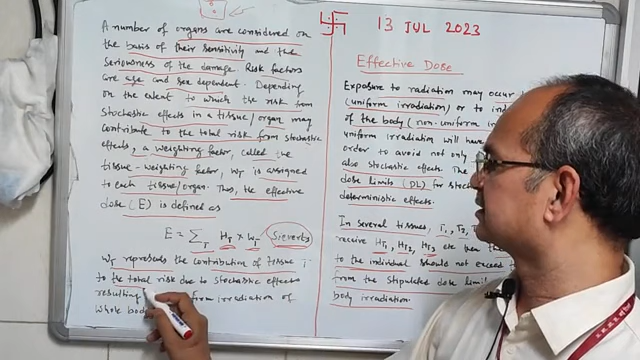 13 JUL 2023
A number of organs are considered on
the basis of their sensitivity and the
seriousness of the damage. Risk factors
are age and sex dependent. Depending
on the extent to which the risk from
stochastic effects in a tissue/organ may
contribute to the total risk from stochastic
effects, a weighting factor, called the
tissue-weighting factor, WT is assigned
to each tissue/organ. Thus, the effective
dose (E) is defined as
E = ∑T HT × WT Sieverts
WT represents the contribution of tissue T
to the total risk due to stochastic effects
resulting irradiation of
whole body
Effective Dose
Exposure to radiation may occur
(uniform irradiation) or to
of the body (non-uniform
uniform irradiation will have
order to avoid not only
also stochastic effects. The
dose limits (DL) for
deterministic effects.
In several tissues, T1, T2,
receive HT1, HT2, HT3 etc then
to the individual should not exceed
from the stipulated dose
body irradiation.